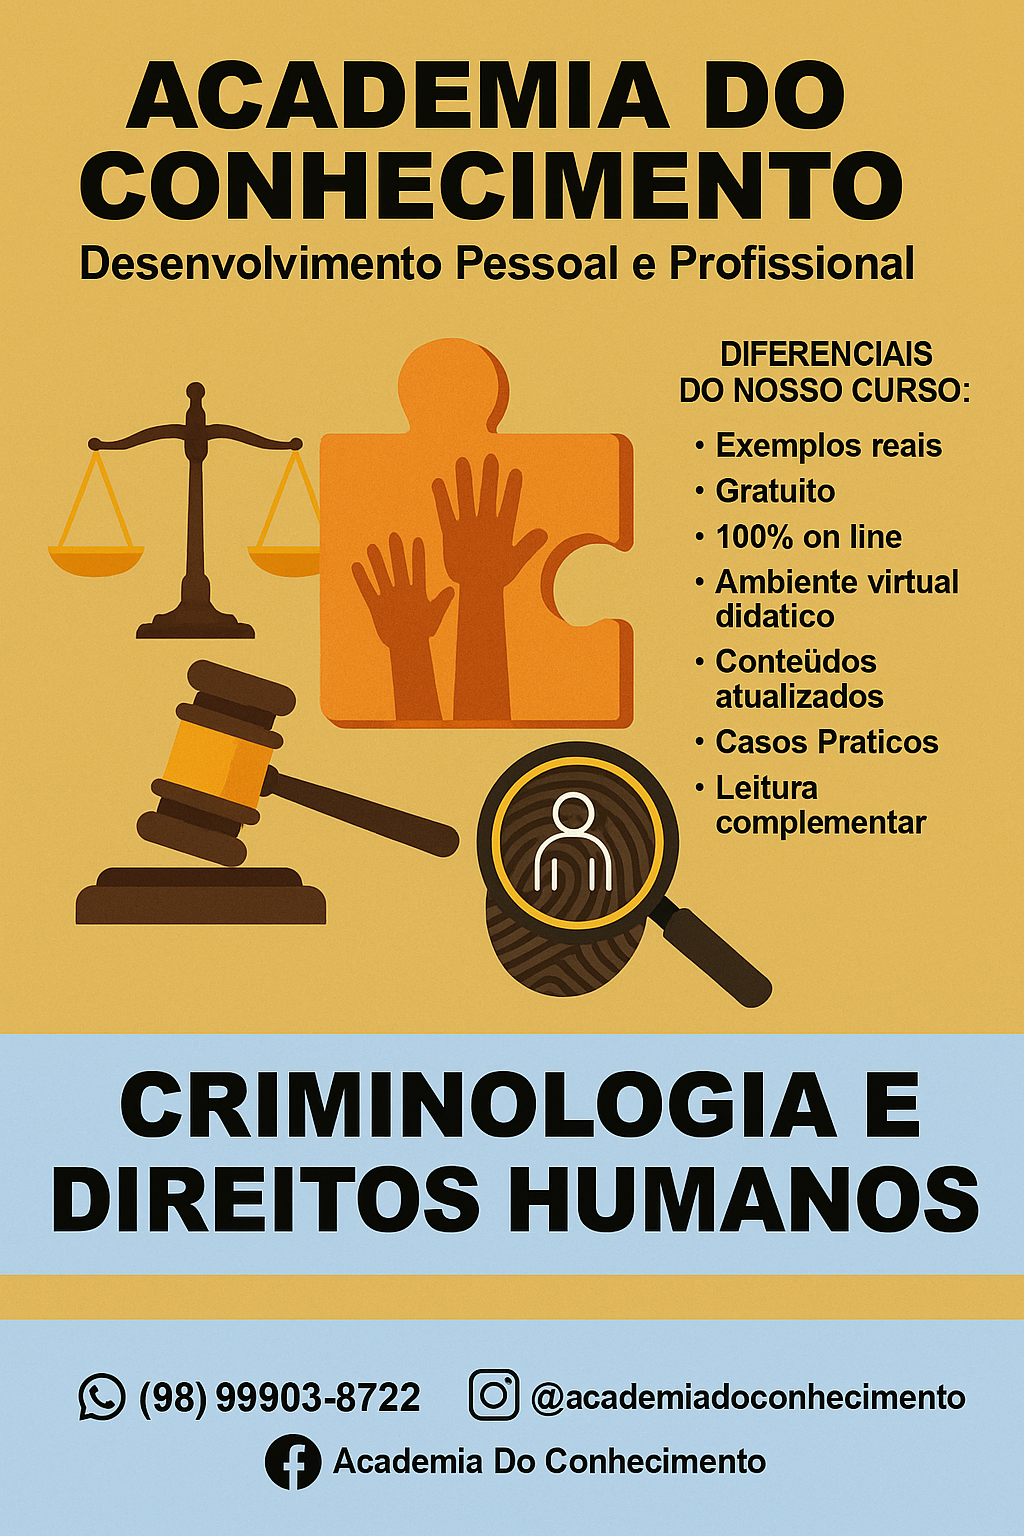 ACADEMIA DO
CONHECIMENTO
Desenvolvimento Pessoal e Profissional
DIFERENCIAIS
DO NOSSO CURSO:
• Exemplos reais
• Gratuito
• 100% on line
• Ambiente virtual
didatico
• Conteüdos
atualizados
• Casos Praticos
• Leitura
complementar
CRIMINOLOGIA E
DIREITOS HUMANOS
(98) 99903-8722
@academiadoconhecimento
Academia Do Conhecimento